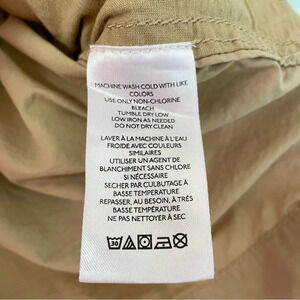 MACHINE WASH COLD WITH LIKE
COLORS
USE ONLY NON-CHLORINE
BLEACH
TUMBLE DRY LOW
LOW IRON AS NEEDED
DO NOT DRY CLEAN
LAVER À LA MACHINE À L'EAU
FROIDE AVEC COULEURS
SIMILAIRES
UTILISER UN AGENT DE
BLANCHIMENT SANS CHLORE
SI NÉCESSAIRE
SECHER PAR CULBUTAGE À
BASSE TEMPÉRATURE
REPASSER, AU BESOIN, À
BASSE TEMPÉRATURE
NE PAS NETTOYER À SEC
30